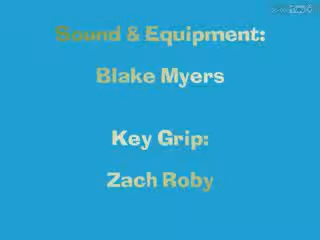 Sound & Equipment:
Blake Myers
Key Grip:
Zach Roby